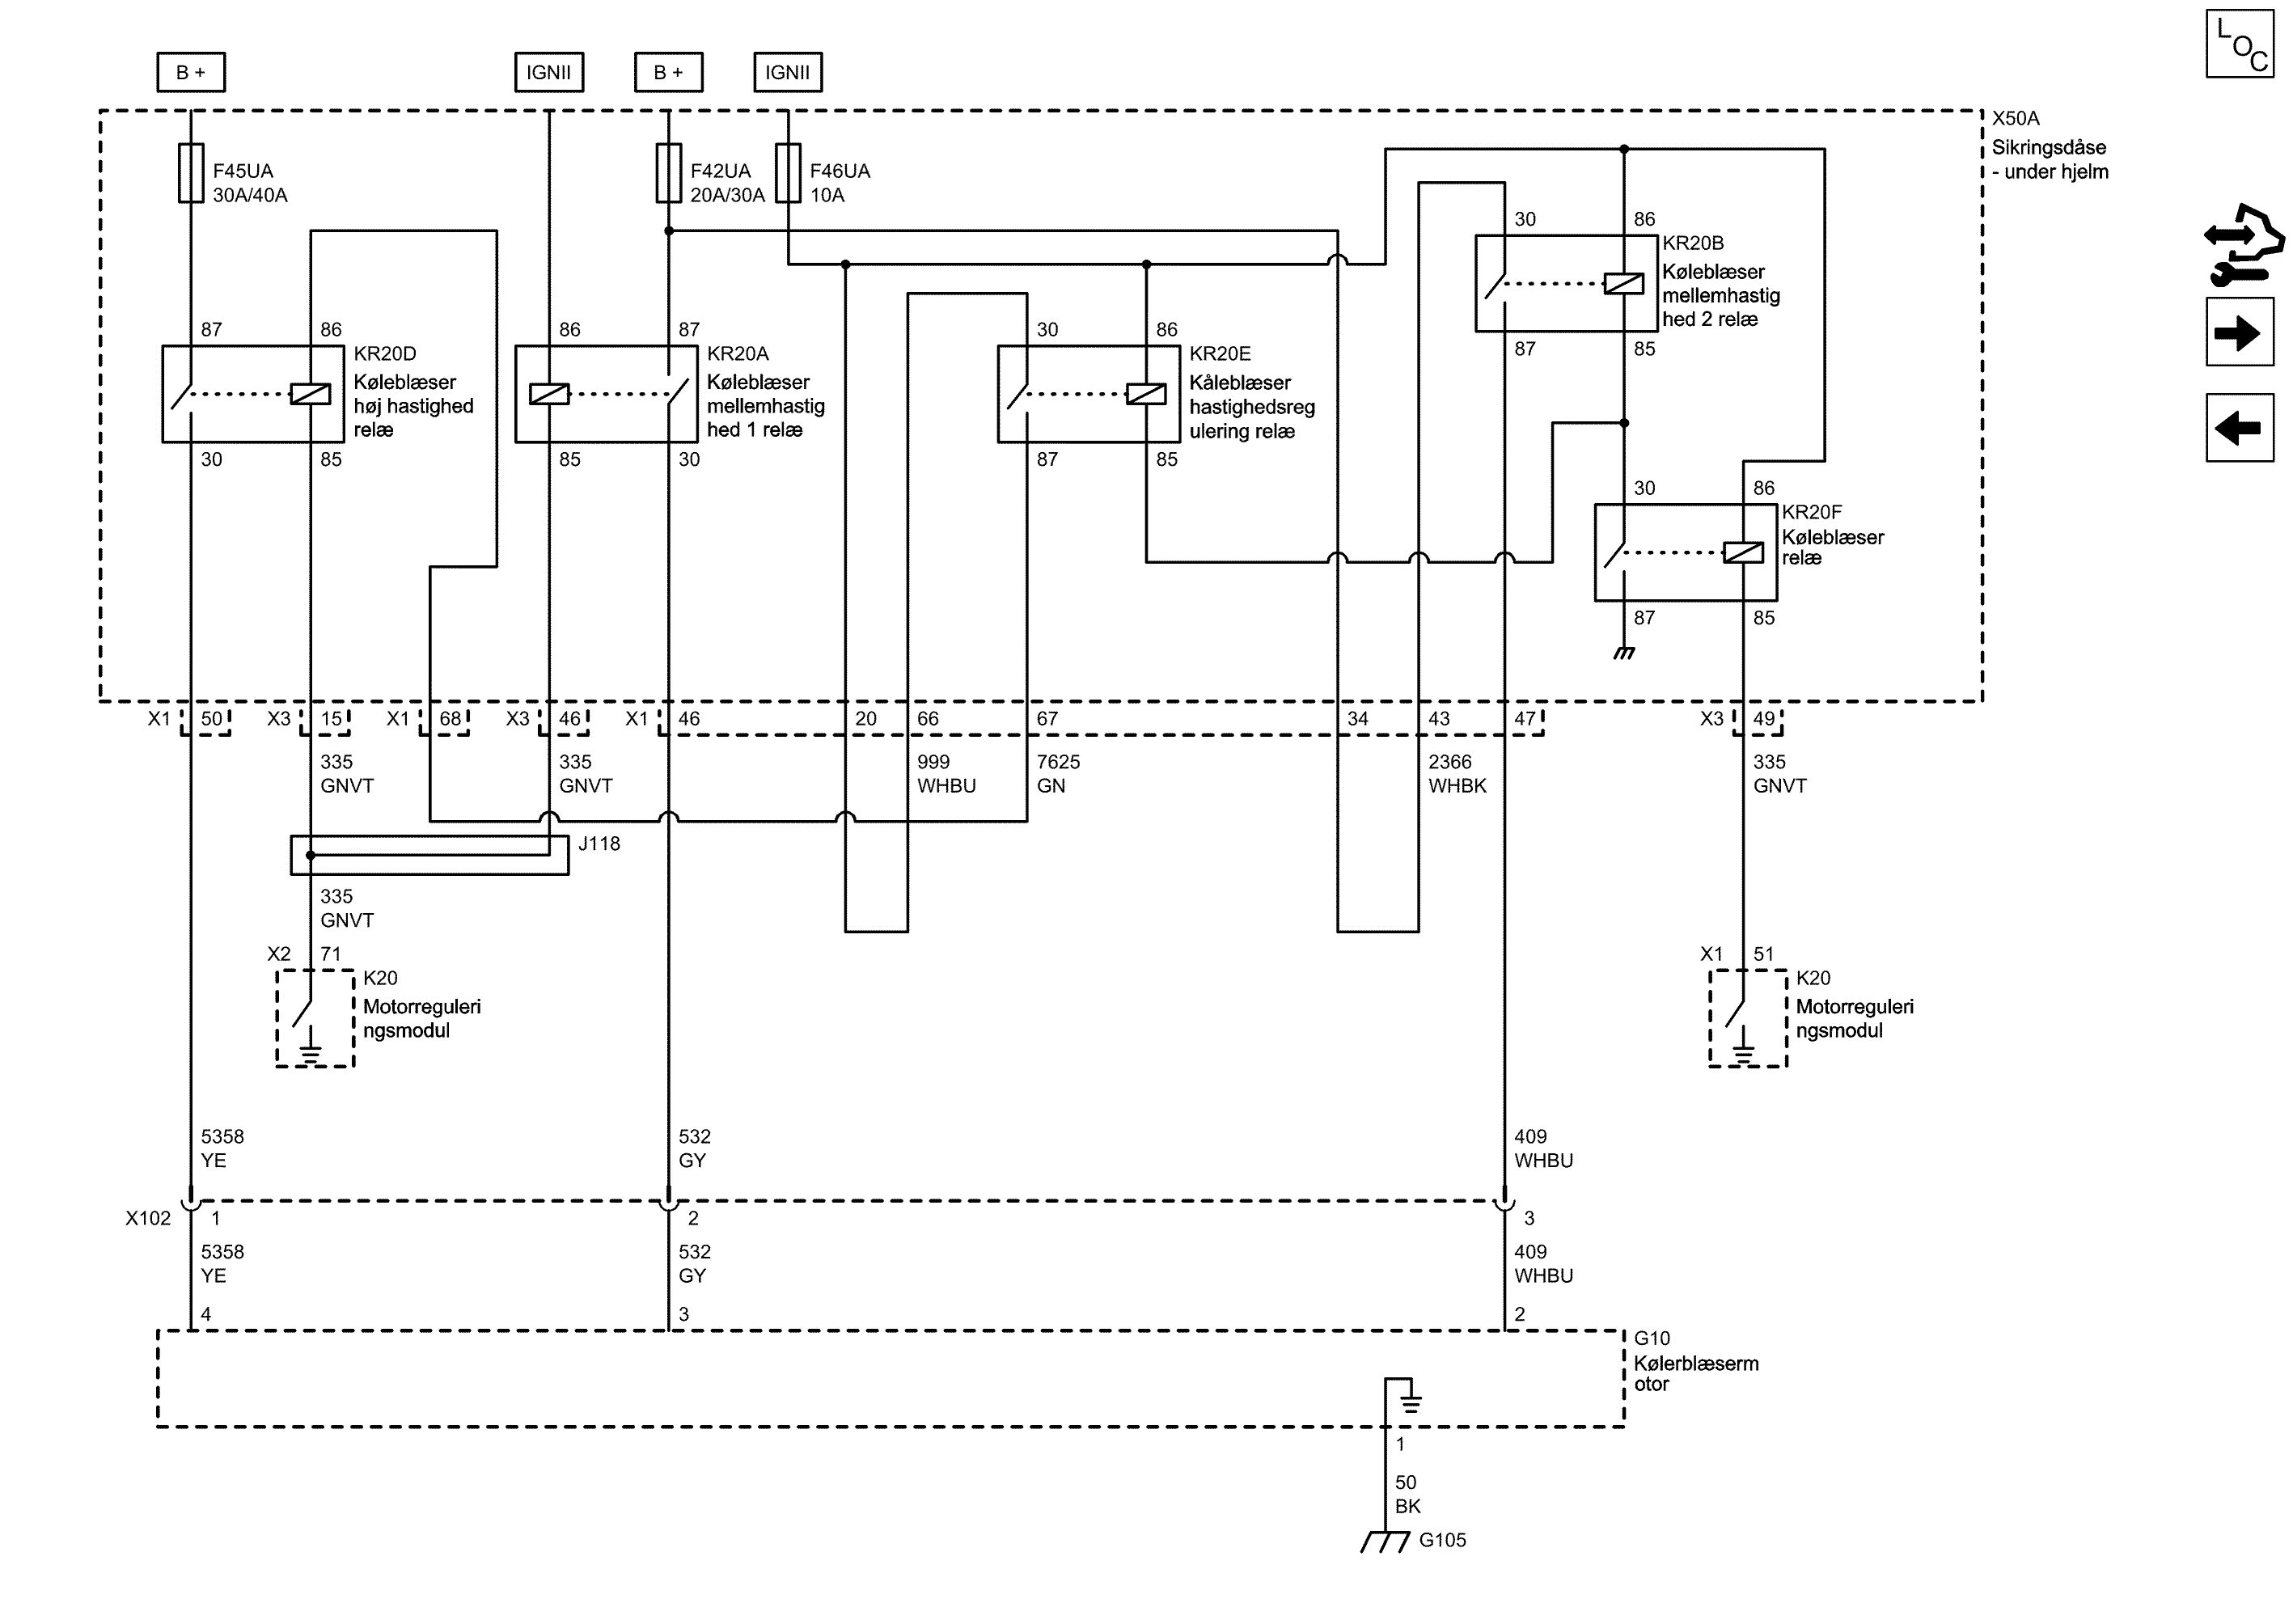 L O C
B +
IGNII
B +
IGNII
X50A
Sikringsdåse
- under hjelm
F45UA
30A/40A
F42UA
20A/30A
F46UA
10A
30
86
KR20B
Køleblæser
mellemhastig
hed 2 relæ
87
85
87
86
KR20D
Køleblæser
høj hastighed
relæ
30
85
86
87
KR20A
Køleblæser
mellemhastig
hed 1 relæ
85
30
30
86
KR20E
Kåleblæser
hastighedsreg
ulering relæ
87
85
30
86
KR20F
Køleblæser
relæ
87
85
X1
50
X3
15
X1
68
X3
46
X1
46
20
66
67
34
43
47
X3
49
335
GNVT
335
GNVT
999
WHBU
7625
GN
2366
WHBK
335
GNVT
J118
335
GNVT
X2
71
K20
Motorreguleri
ngsmodul
X1
51
K20
Motorreguleri
ngsmodul
5358
YE
532
GY
409
WHBU
X102
1
2
3
5358
YE
532
GY
409
WHBU
4
3
2
G10
Kølerblæserm
otor
1
50
BK
G105